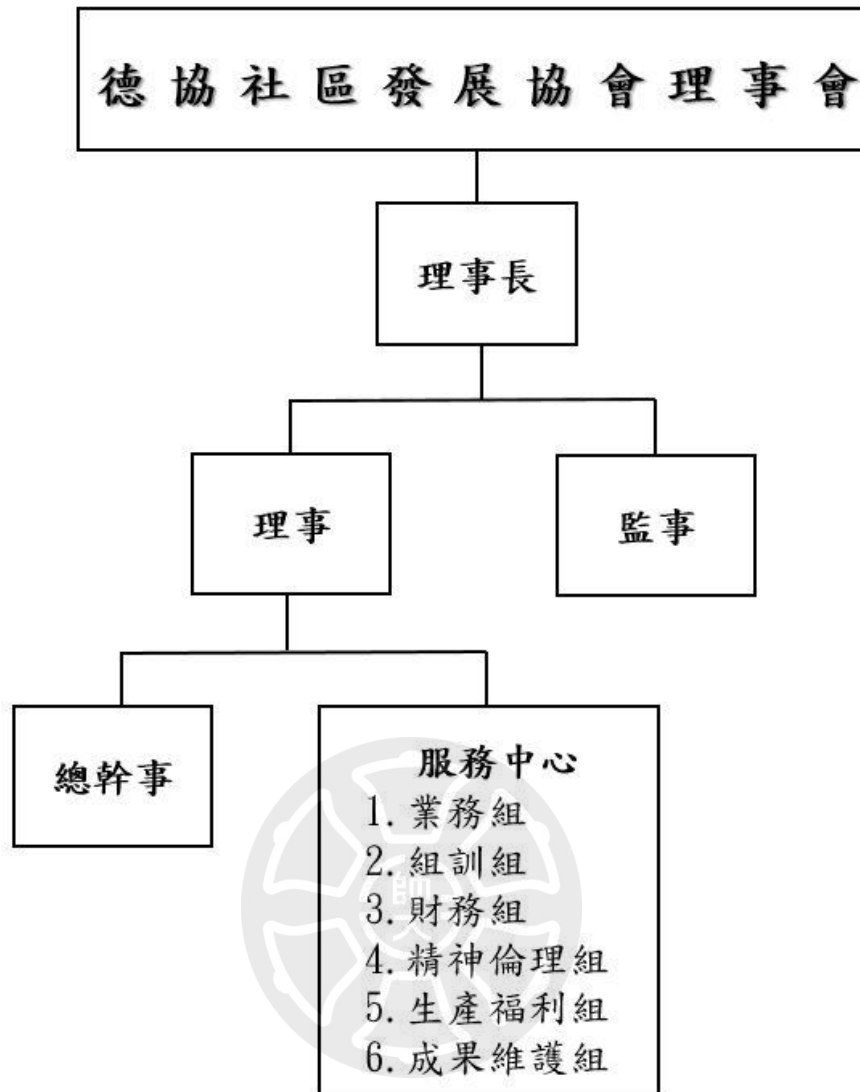 德協社區發展協會理事會
理事長
理事
監事
總幹事
服務中心
1. 業務組
2. 組訓組
3. 財務組
4. 精神倫理組
5. 生產福利組
6. 成果維護組
師大